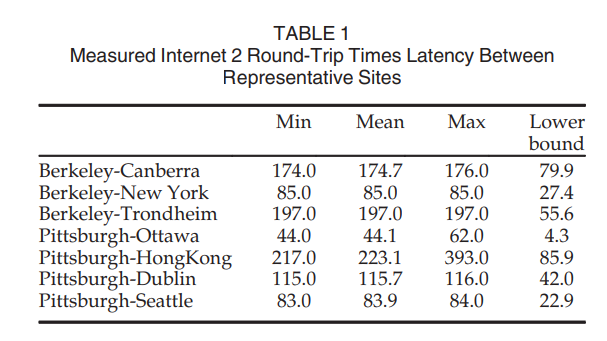 TABLE 1
Measured Internet 2 Round-Trip Times Latency Between
Representative Sites
Min Mean Max Lower
bound
Berkeley-Canberra 174.0 174.7 176.0 79.9
Berkeley-New York 85.0 85.0 85.0 27.4
Berkeley-Trondheim 197.0 197.0 197.0 55.6
Pittsburgh-Ottawa 44.0 44.1 62.0 4.3
Pittsburgh-HongKong 217.0 223.1 393.0 85.9
Pittsburgh-Dublin 115.0 115.7 116.0 42.0
Pittsburgh-Seattle 83.0 83.9 84.0 22.9